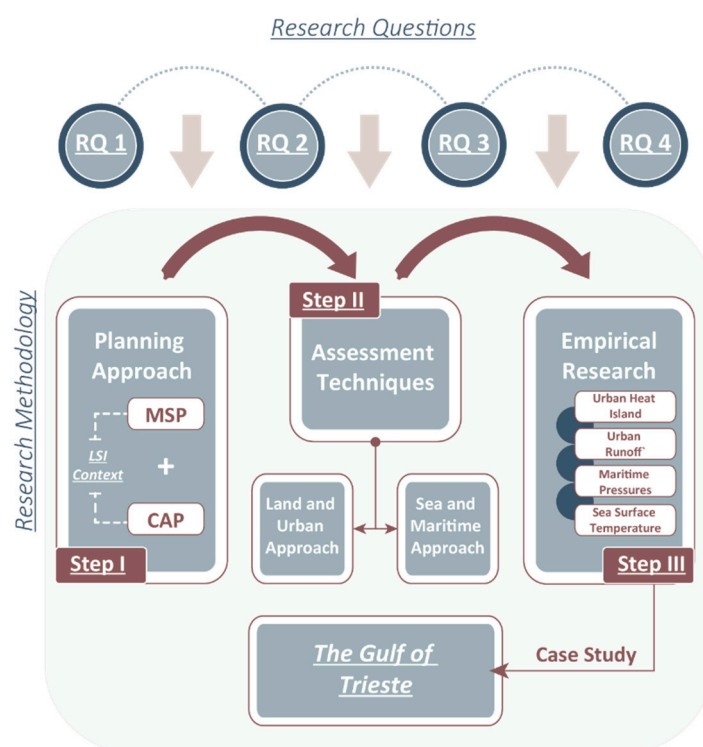 Research Questions
RQ 1
RQ 2
RQ 3
RQ 4
Research Methodology
Planning
Approach
MSP
LSI
Context
+
CAP
Step I
Step II
Assessment
Techniques
Land and
Urban
Approach
Sea and
Maritime
Approach
Empirical
Research
Urban Heat
Island
Urban
Runoff`
Maritime
Pressures
Sea Surface
Temperature
Step III
Case Study
The Gulf of
Trieste